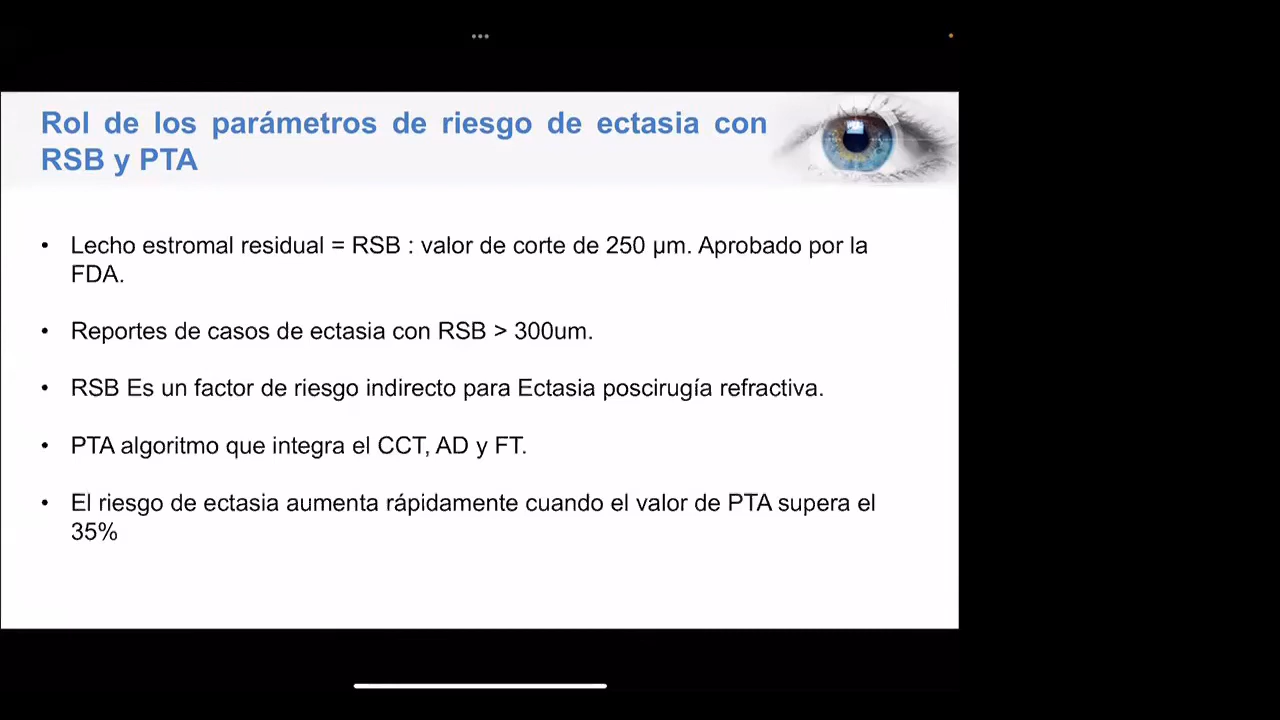 Rol de los parámetros de riesgo de ectasia con
RSB y PTA
• Lecho estromal residual = RSB : valor de corte de 250 µm. Aprobado por la
FDA.
• Reportes de casos de ectasia con RSB > 300um.
• RSB Es un factor de riesgo indirecto para Ectasia poscirugía refractiva.
• PTA algoritmo que integra el CCT, AD y FT.
• El riesgo de ectasia aumenta rápidamente cuando el valor de PTA supera el
35%